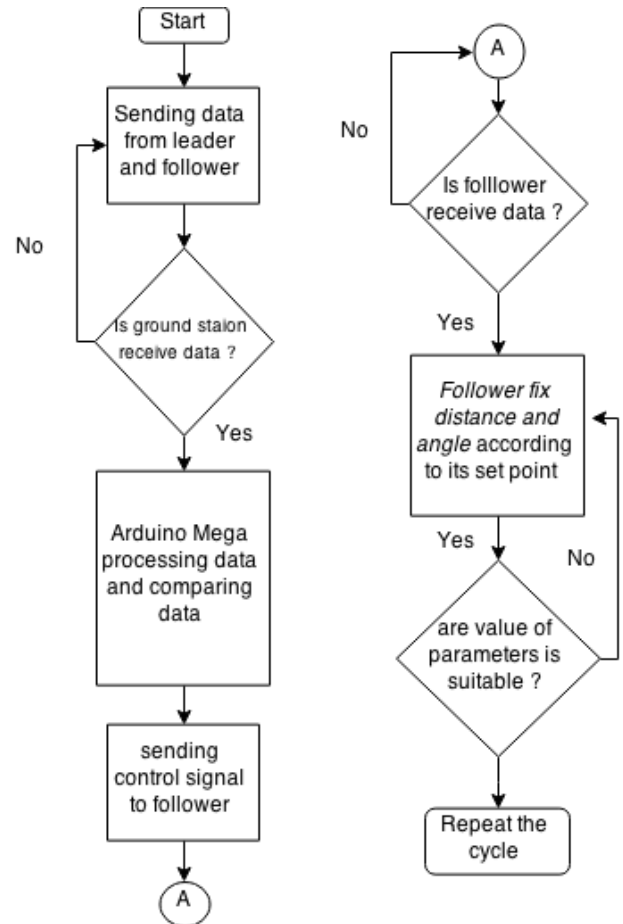 Start
Sending data
from leader
and follower
No
Is ground staion
receive data ?
Yes
Arduino Mega
processing data
and comparing
data
sending
control signal
to follower
A
A
No
Is folllower
receive data ?
Yes
Follower fix
distance and
angle according
to its set point
Yes
No
are value of
parameters is
suitable ?
Repeat the
cycle